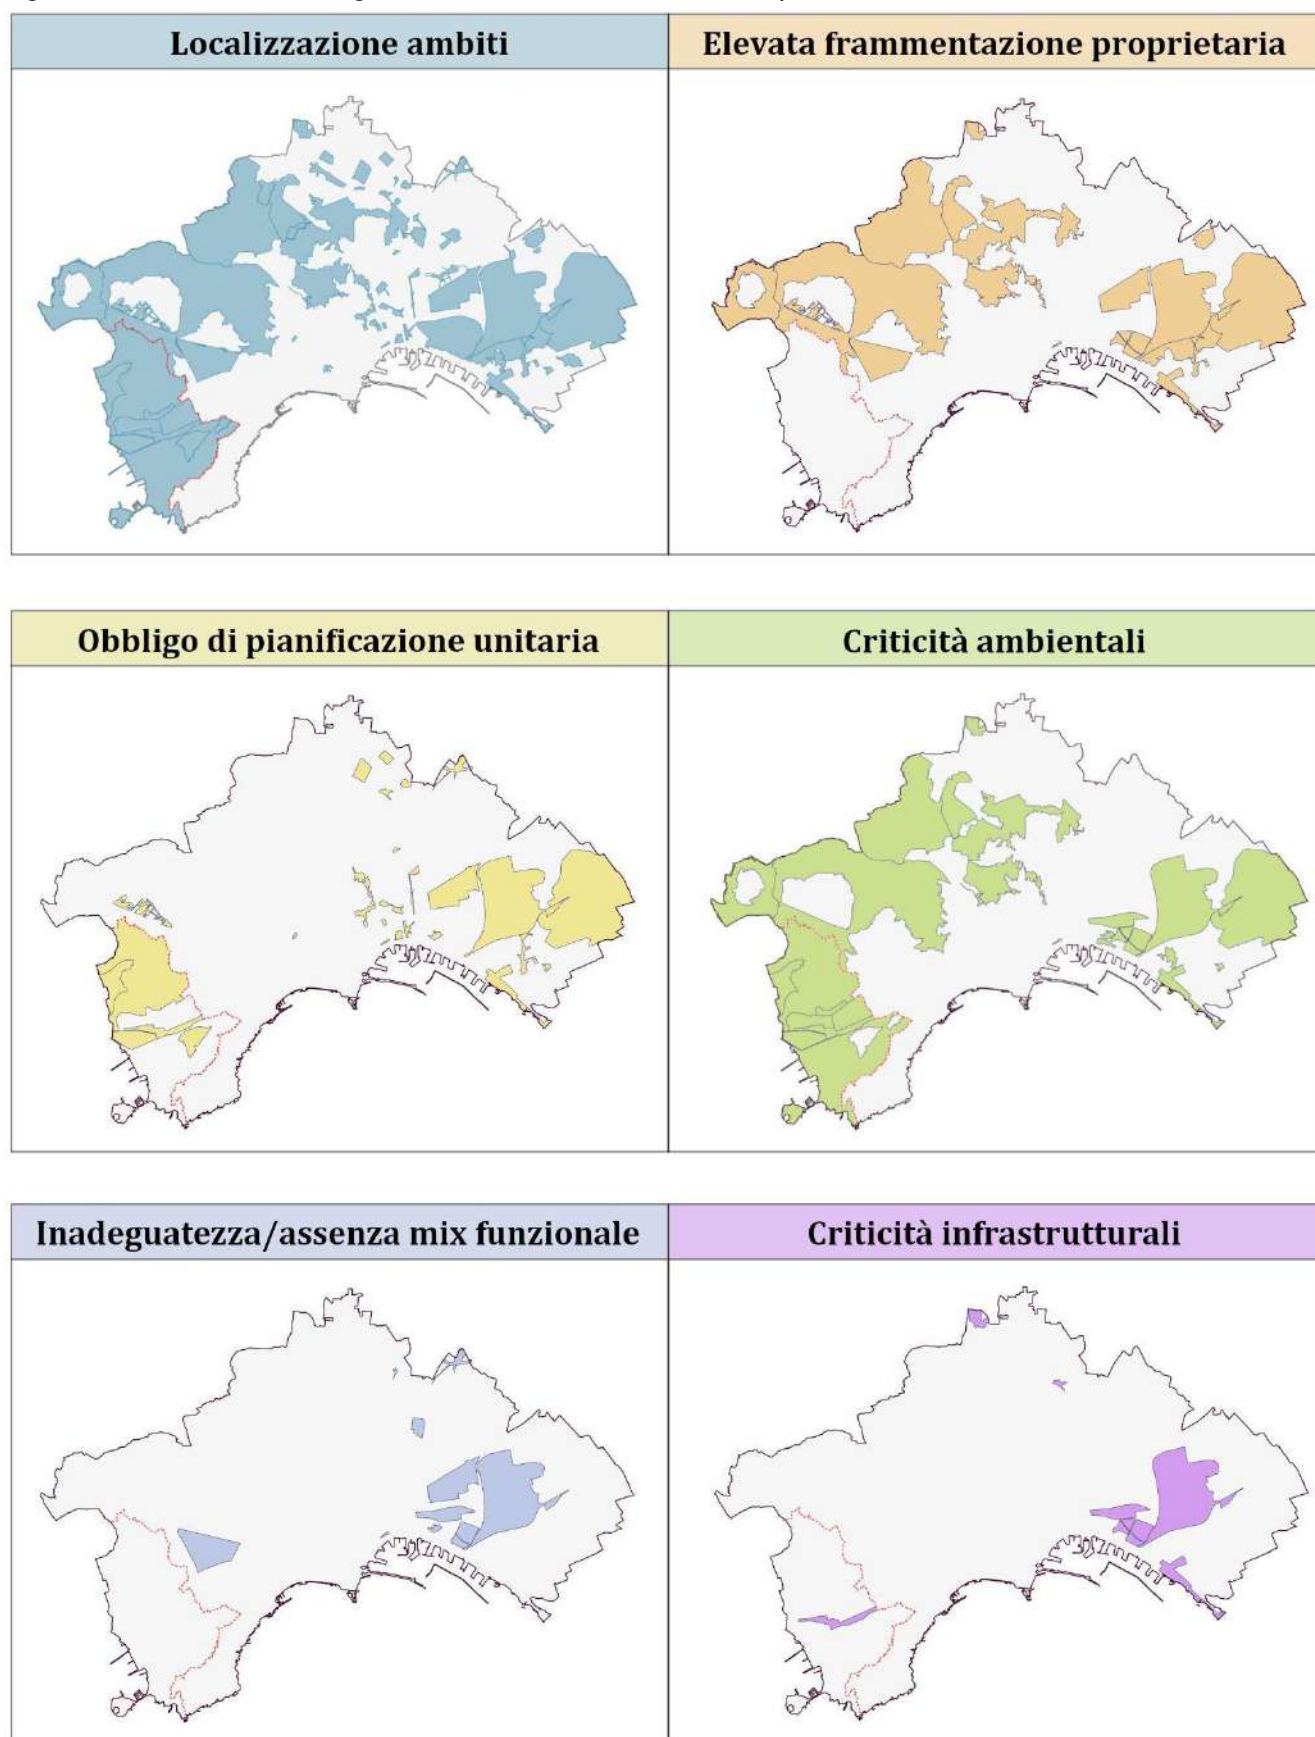 Localizzazione ambiti
Elevata frammentazione proprietaria
Obbligo di pianificazione unitaria
Criticità ambientali
Inadeguatezza/assenza mix funzionale
Criticità infrastrutturali